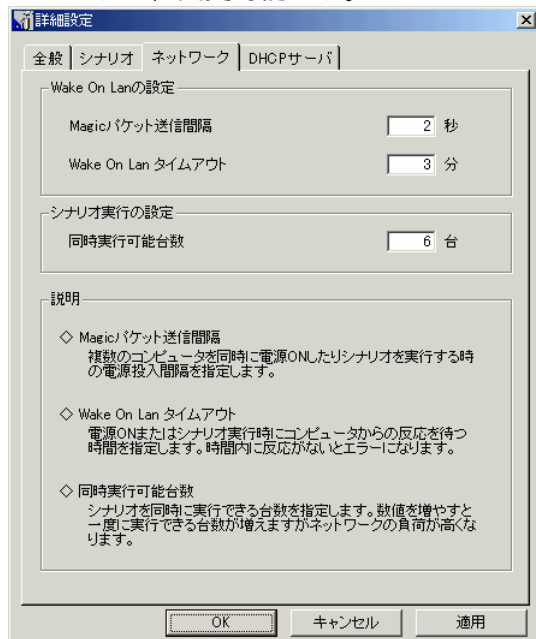 詳細設定
全般 シナリオ ネットワーク DHCPサーバ
Wake On Lanの設定
Magicパケット送信間隔 2 秒
Wake On Lan タイムアウト 3 分
シナリオ実行の設定
同時実行可能台数 6 台
説明
◇ Magicパケット送信間隔
複数のコンピュータを同時に電源ONしたりシナリオを実行する時
の電源投入間隔を指定します。
◇ Wake On Lan タイムアウト
電源ONまたはシナリオ実行時にコンピュータからの反応を待つ
時間を指定します。時間内に反応がないとエラーになります。
◇ 同時実行可能台数
シナリオを同時に実行できる台数を指定します。数値を増やすと
一度に実行できる台数が増えますがネットワークの負荷が高くな
ります。
OK キャンセル 適用